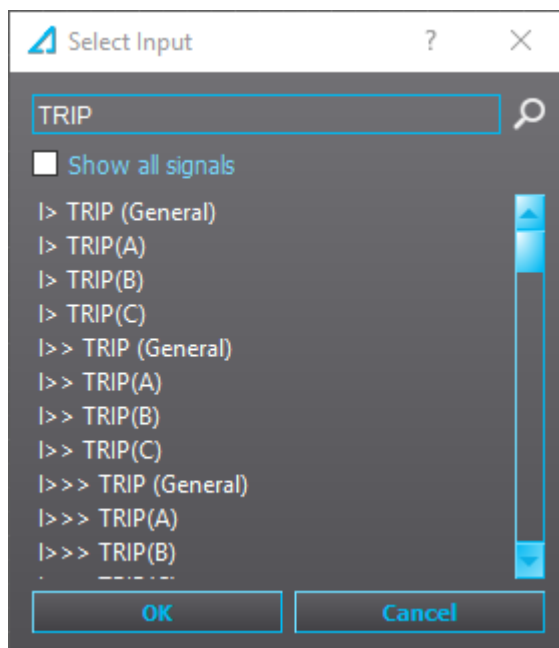 Select Input
?
TRIP
Show all signals
I> TRIP (General)
I> TRIP(A)
I> TRIP(B)
I> TRIP(C)
I>> TRIP (General)
I>> TRIP(A)
I>> TRIP(B)
I>> TRIP(C)
I>>> TRIP (General)
I>>> TRIP(A)
I>>> TRIP(B)
OK Cancel